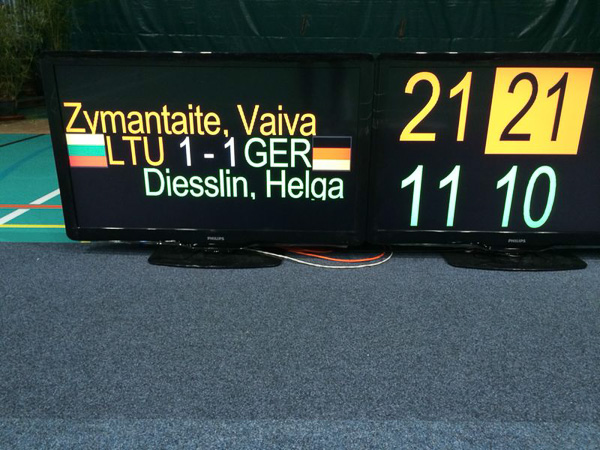 Zymantaite, Vaiva
LTU 1 - 1 GER
Diesslin, Helga
21 21
11 10
PHILIPS
PHILIPS